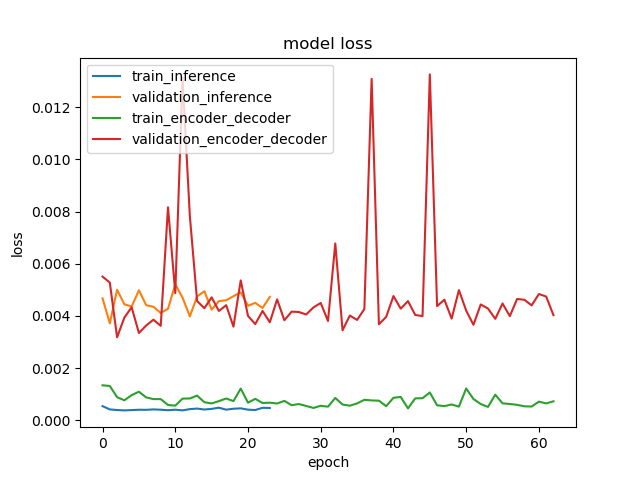 model loss
train_inference
validation_inference
train_encoder_decoder
validation_encoder_decoder
loss
0.012
0.010
0.008
0.006
0.004
0.002
0.000
0 10 20 30 40 50 60
epoch